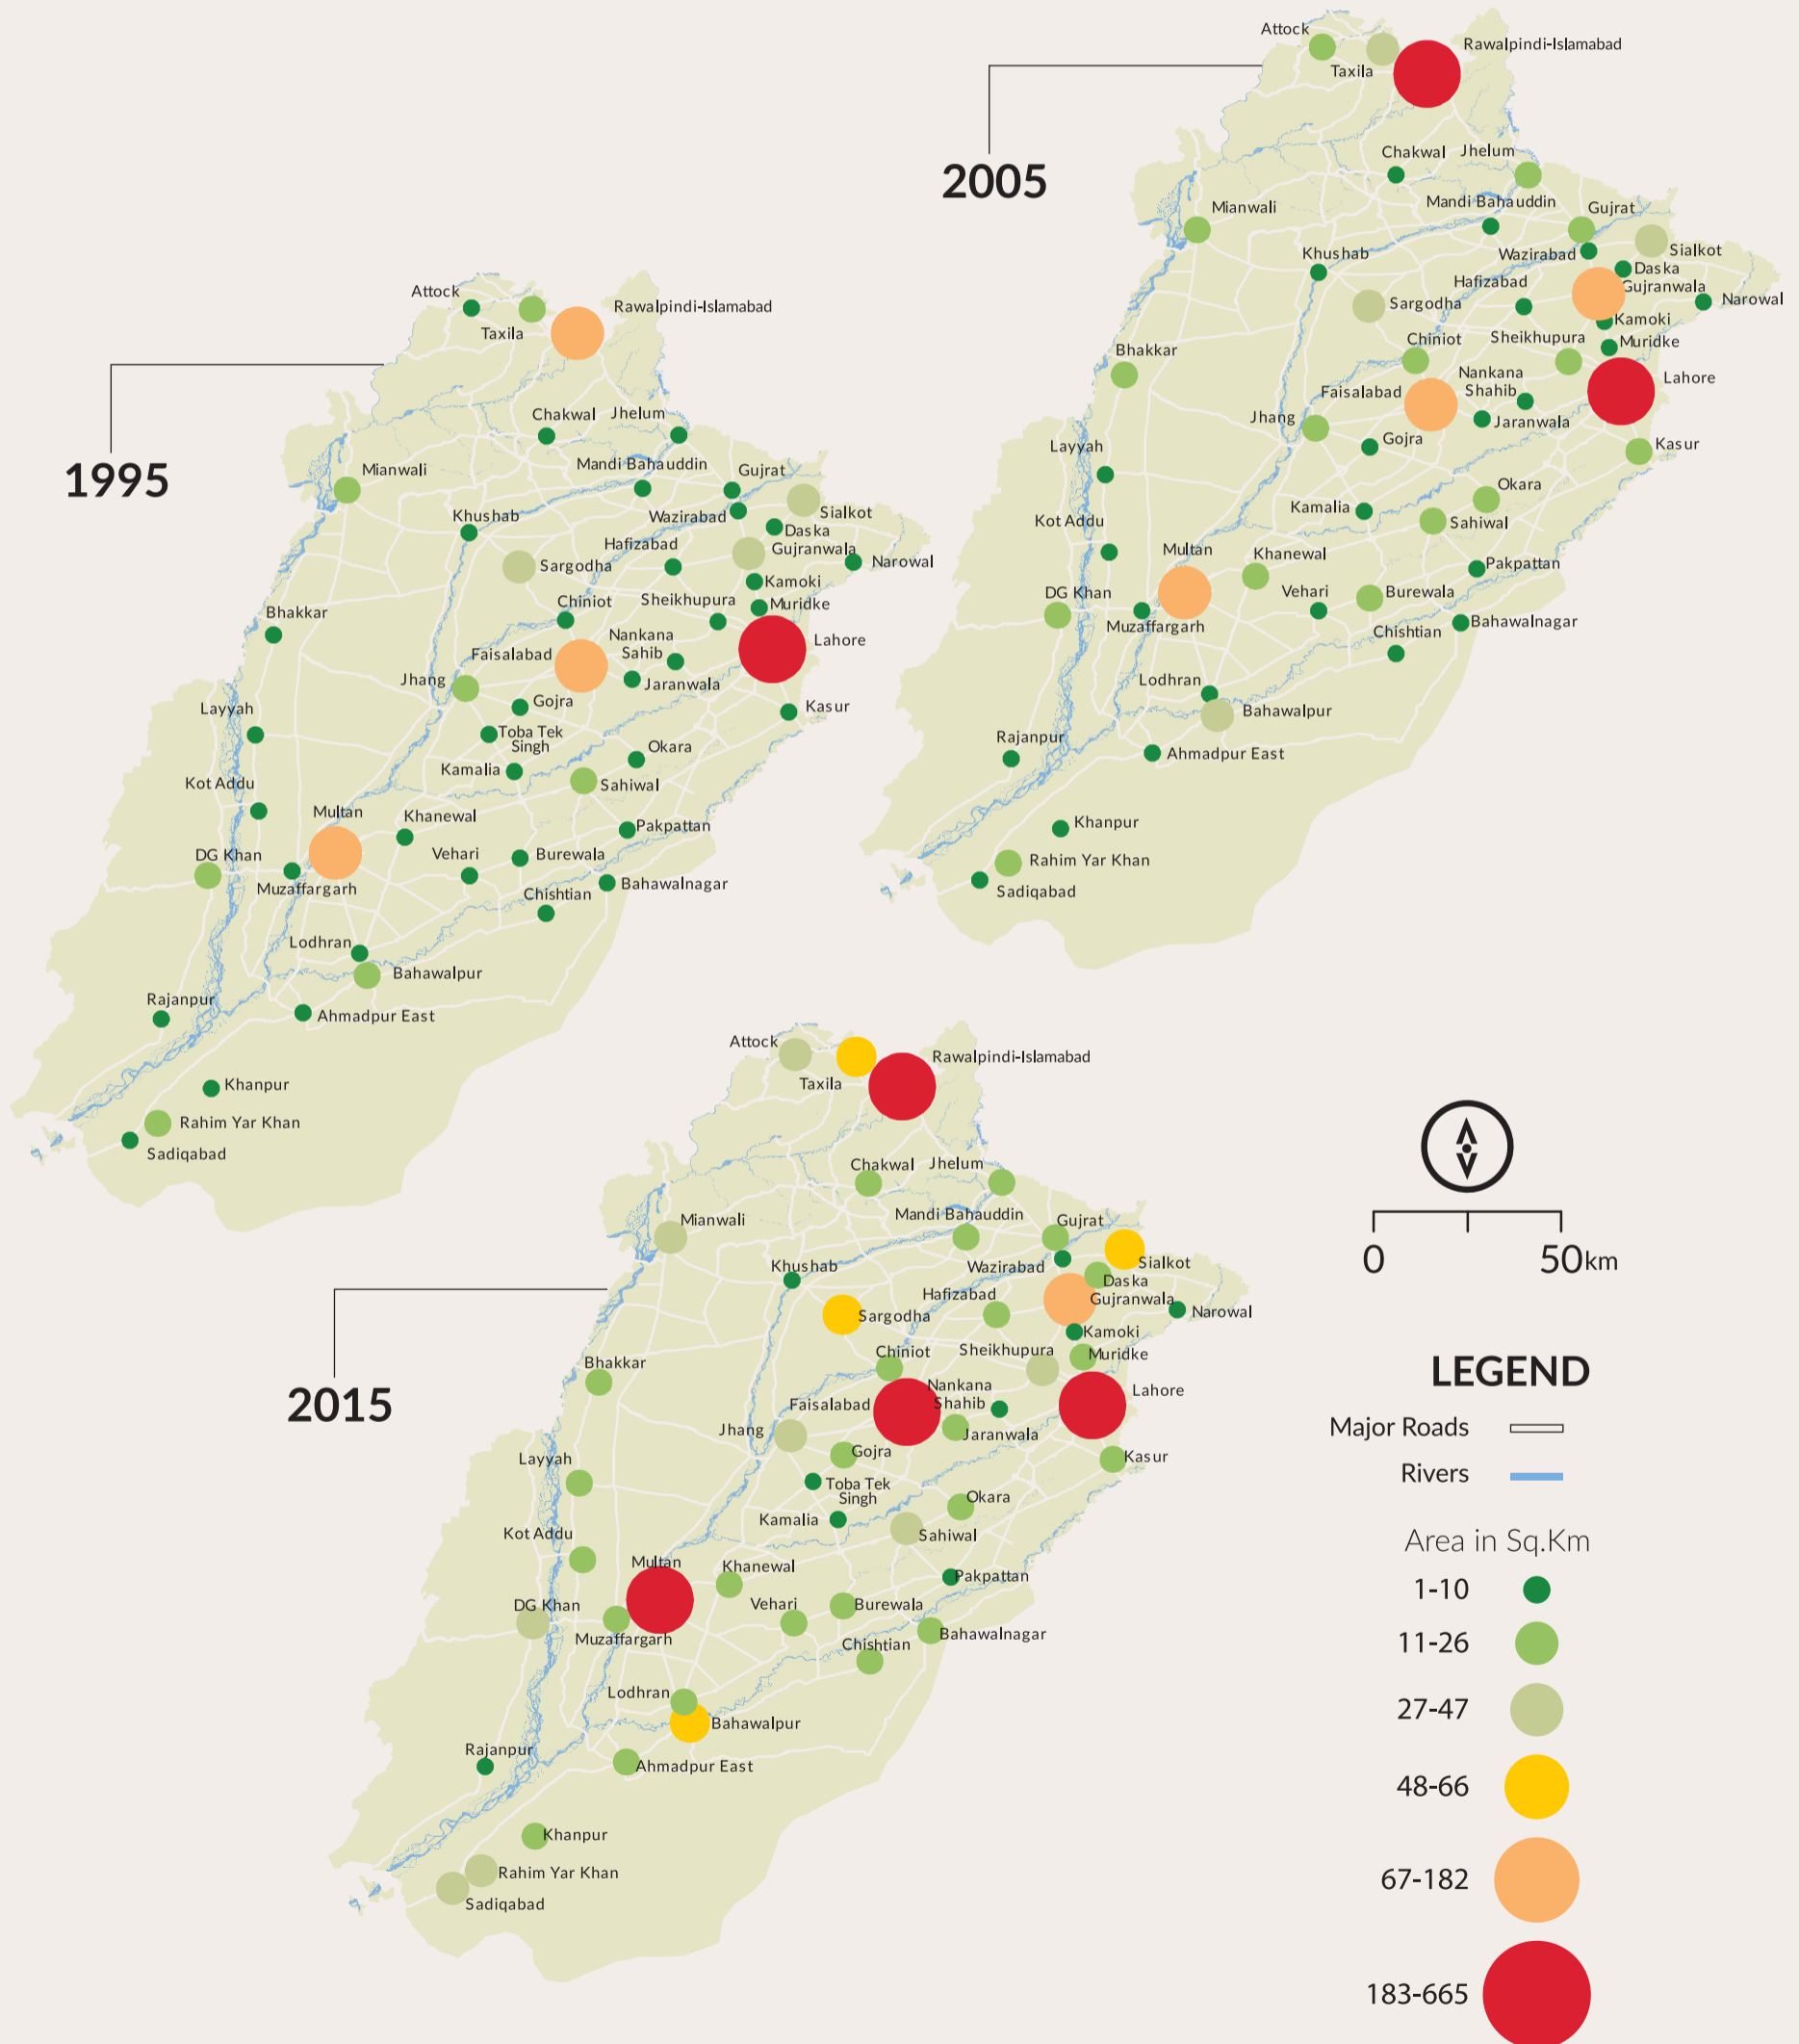 1995
Attock
Taxila
Rawalpindi-Islamabad
Chakwal
Jhelum
Mianwali
Mandi Bahauddin
Gujrat
Khushab
Wazirabad
Sialkot
Daska
Hafizabad
Gujranwala
Narowal
Sargodha
Kamoki
Chiniot
Sheikhupura
Muridke
Bhakkar
Nankana
Sahib
Lahore
Faisalabad
Jhang
Jaranwala
Gojra
Kasur
Layyah
Toba Tek
Singh
Okara
Kamalia
Sahiwal
Kot Addu
Multan
Khanewal
Pakpattan
DG Khan
Vehari
Burewala
Muzaffargarh
Bahawalnagar
Chishtian
Lodhran
Bahawalpur
Rajanpur
Ahmadpur East
Khanpur
Rahim Yar Khan
Sadiqabad
2005
Attock
Taxila
Rawalpindi-Islamabad
Chakwal
Jhelum
Mandi Bahauddin
Mianwali
Gujrat
Khushab
Wazirabad
Sialkot
Daska
Hafizabad
Gujranwala
Narowal
Sargodha
Kamoki
Chiniot
Sheikhupura
Muridke
Bhakkar
Nankana
Shahib
Lahore
Faisalabad
Jhang
Jaranwala
Gojra
Kasur
Layyah
Okara
Kamalia
Sahiwal
Kot Addu
Multan
Khanewal
Pakpattan
DG Khan
Vehari
Burewala
Muzaffargarh
Bahawalnagar
Chishtian
Lodhran
Bahawalpur
Rajanpur
Ahmadpur East
Khanpur
Rahim Yar Khan
Sadiqabad
2015
Attock
Taxila
Rawalpindi-Islamabad
Chakwal
Jhelum
Mianwali
Mandi Bahauddin
Gujrat
Khushab
Wazirabad
Sialkot
Daska
Hafizabad
Gujranwala
Narowal
Sargodha
Kamoki
Chiniot
Sheikhupura
Muridke
Bhakkar
Nankana
Shahib
Lahore
Faisalabad
Jhang
Jaranwala
Gojra
Kasur
Layyah
Toba Tek
Singh
Okara
Kamalia
Sahiwal
Kot Addu
Multan
Khanewal
Pakpattan
DG Khan
Vehari
Burewala
Muzaffargarh
Bahawalnagar
Chishtian
Lodhran
Bahawalpur
Rajanpur
Ahmadpur East
Khanpur
Rahim Yar Khan
Sadiqabad
0 50km
LEGEND
Major Roads
Rivers
Area in Sq.Km
1-10
11-26
27-47
48-66
67-182
183-665